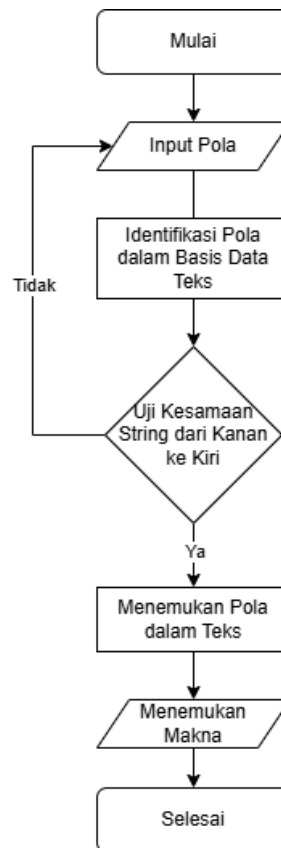 Mulai
Input Pola
Identifikasi Pola
dalam Basis Data
Teks
Tidak
Uji Kesamaan
String dari Kanan
ke Kiri
Ya
Menemukan Pola
dalam Teks
Menemukan
Makna
Selesai